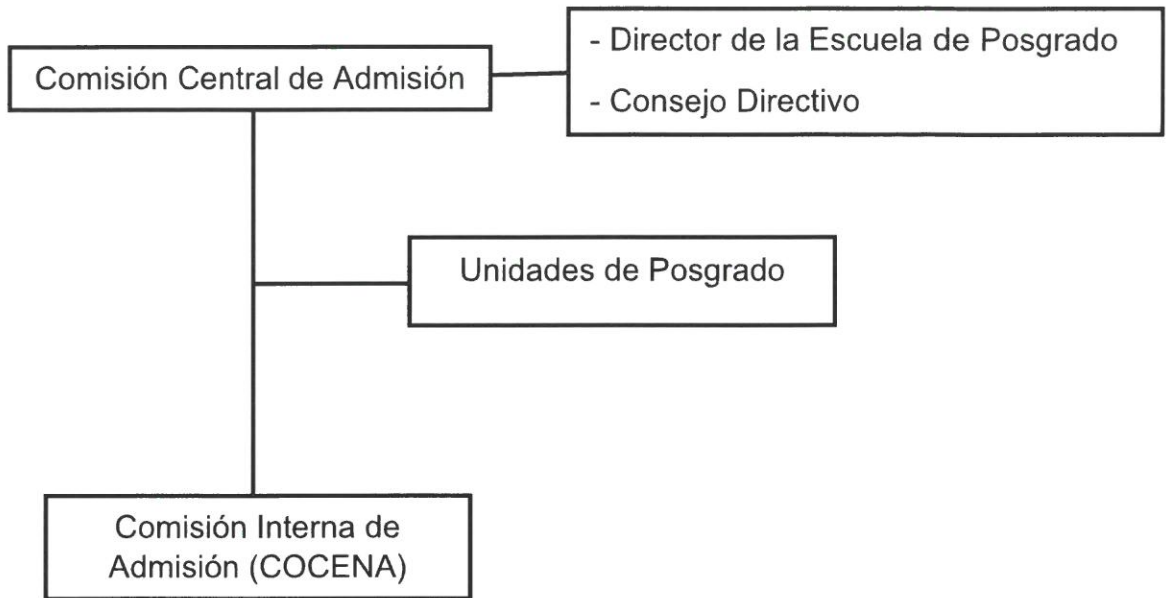 Comisión Central de Admisión
- Director de la Escuela de Posgrado
- Consejo Directivo
Unidades de Posgrado
Comisión Interna de
Admisión (COCENA)